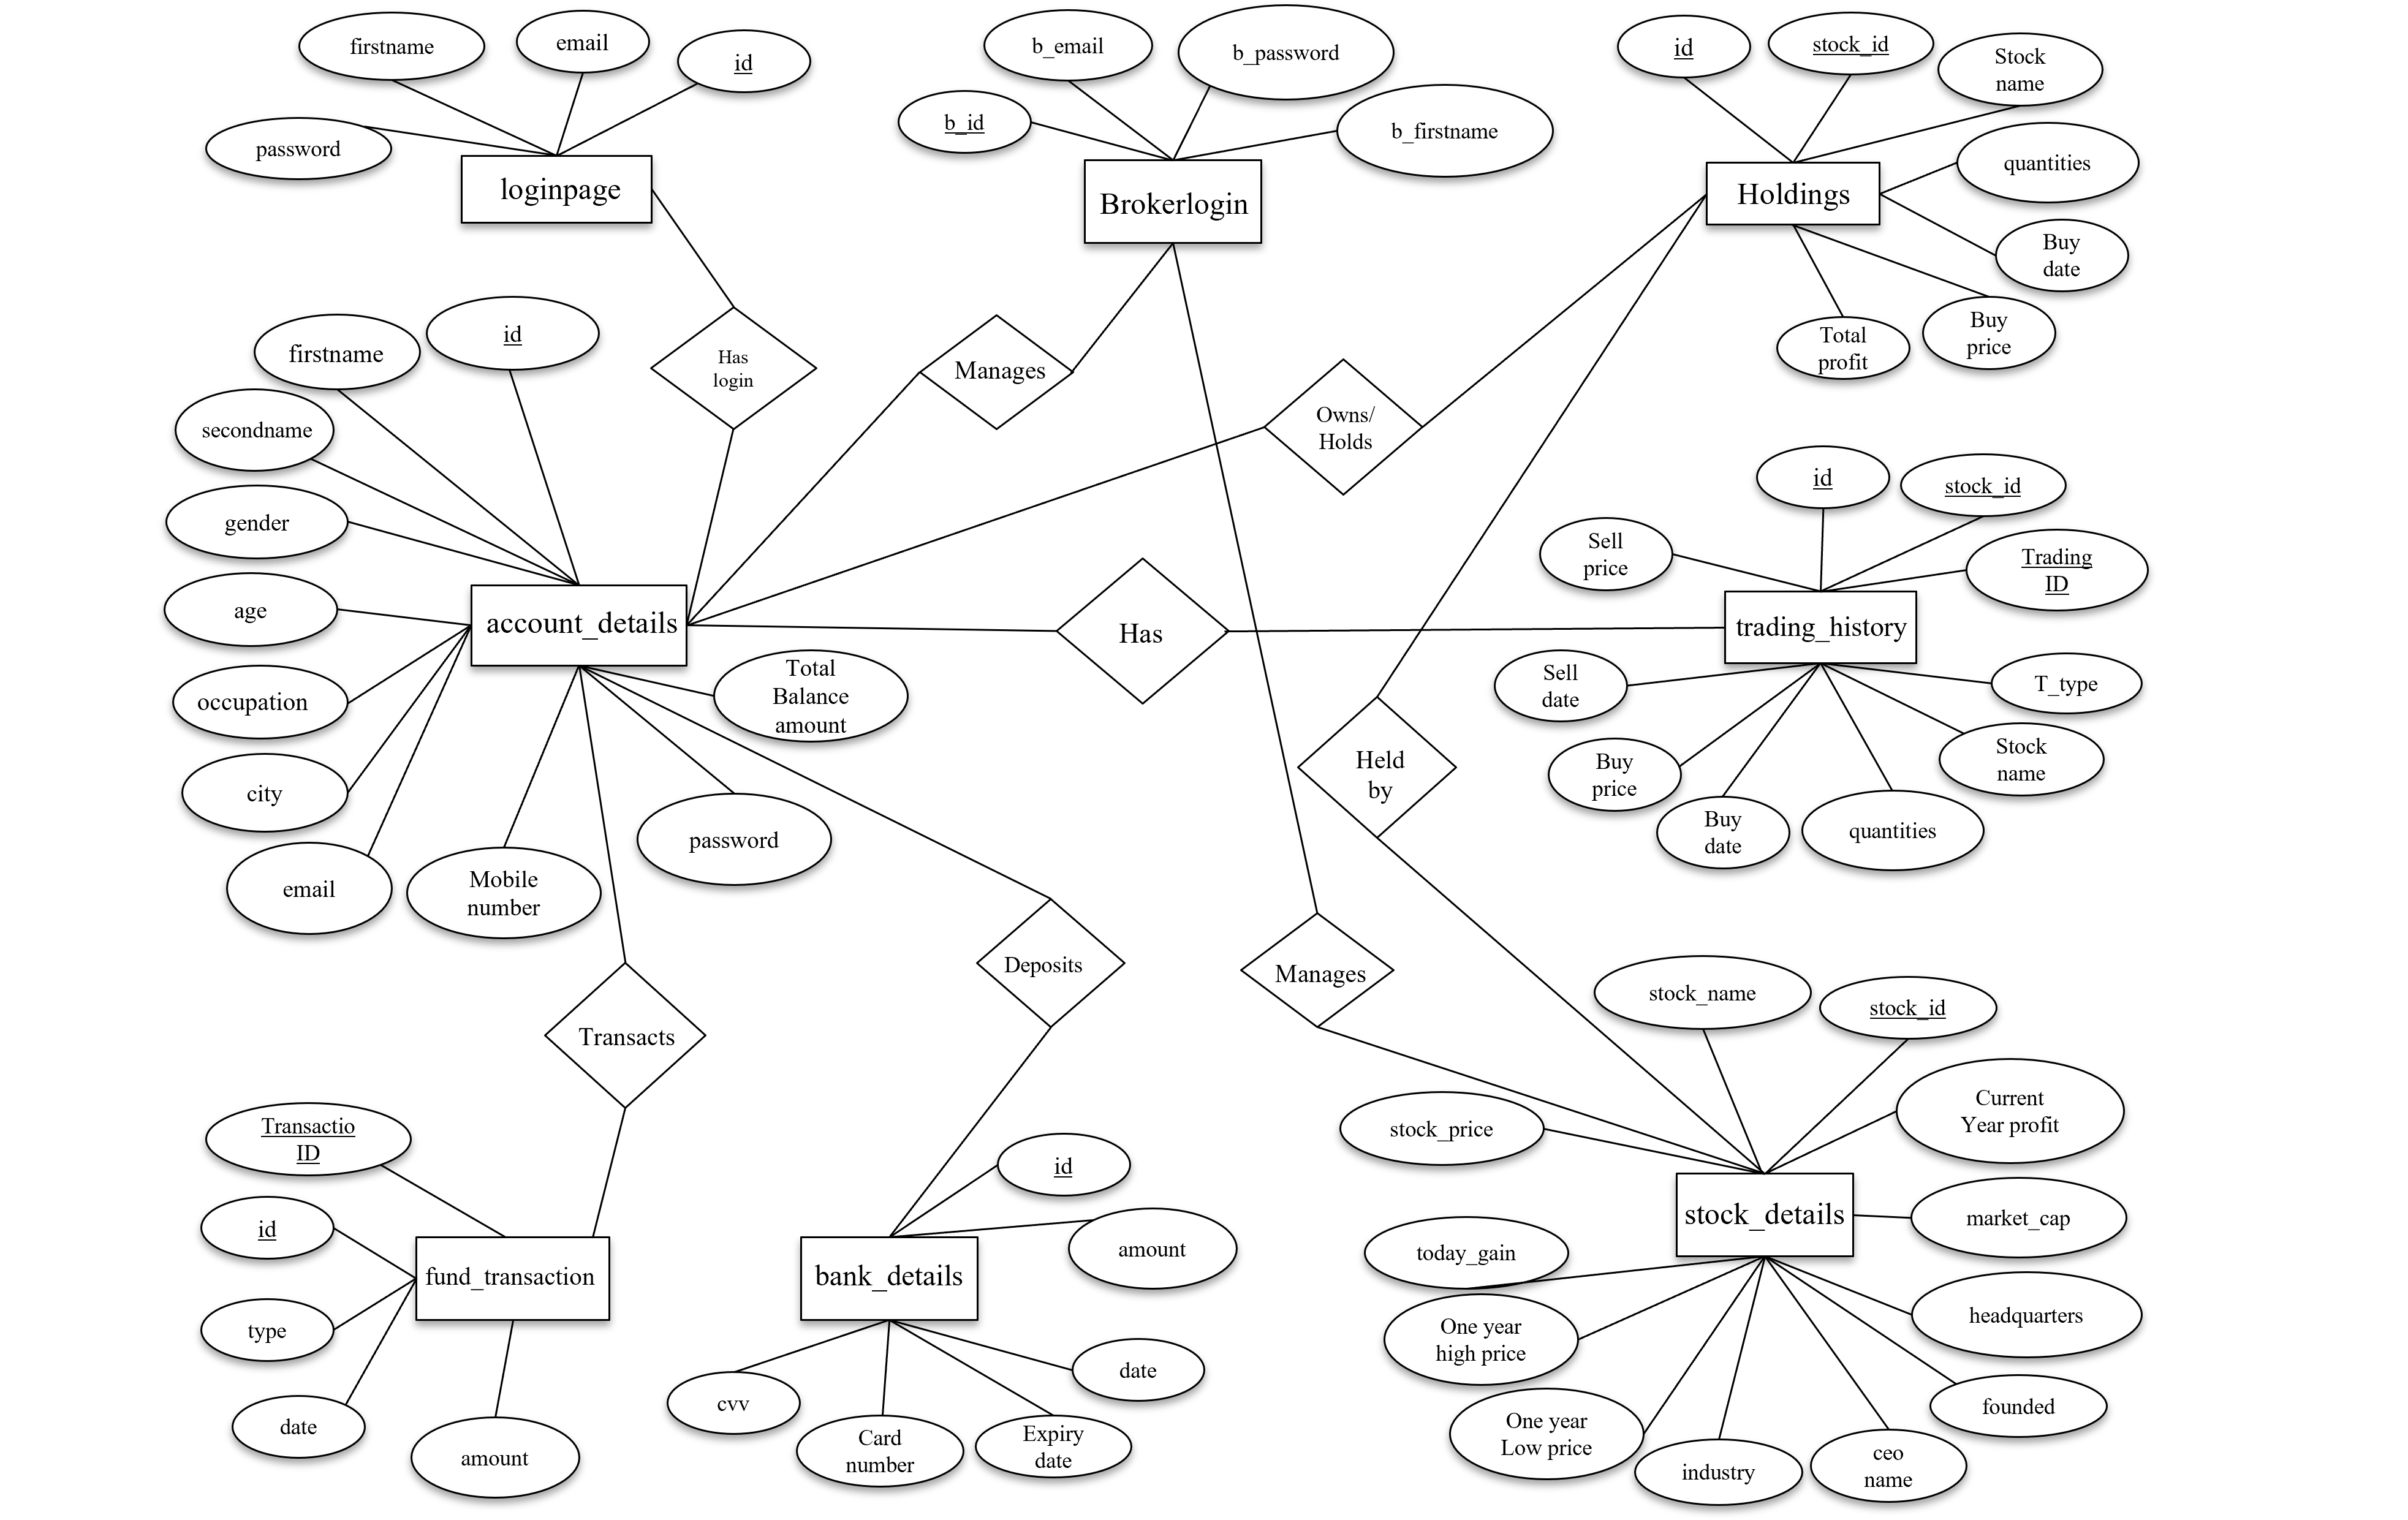 firstname
email
id
password
loginpage
b_email
b_password
b_id
b_firstname
Brokerlogin
id
stock_id
Stock
name
quantities
Holdings
Buy
date
Buy
price
Total
profit
Has
login
Manages
Owns/
Holds
id
firstname
secondname
gender
age
occupation
city
email
Mobile
number
password
Total
Balance
amount
account_details
Has
id
stock_id
Sell
price
Trading
ID
trading_history
Sell
date
T_type
Buy
price
Stock
name
Buy
date
quantities
Held
by
Transacts
Deposits
Manages
Transactio
ID
id
type
date
amount
fund_transaction
id
amount
bank_details
cvv
Card
number
Expiry
date
date
stock_name
stock_id
stock_price
Current
Year profit
stock_details
market_cap
today_gain
headquarters
One year
high price
founded
One year
Low price
industry
ceo
name